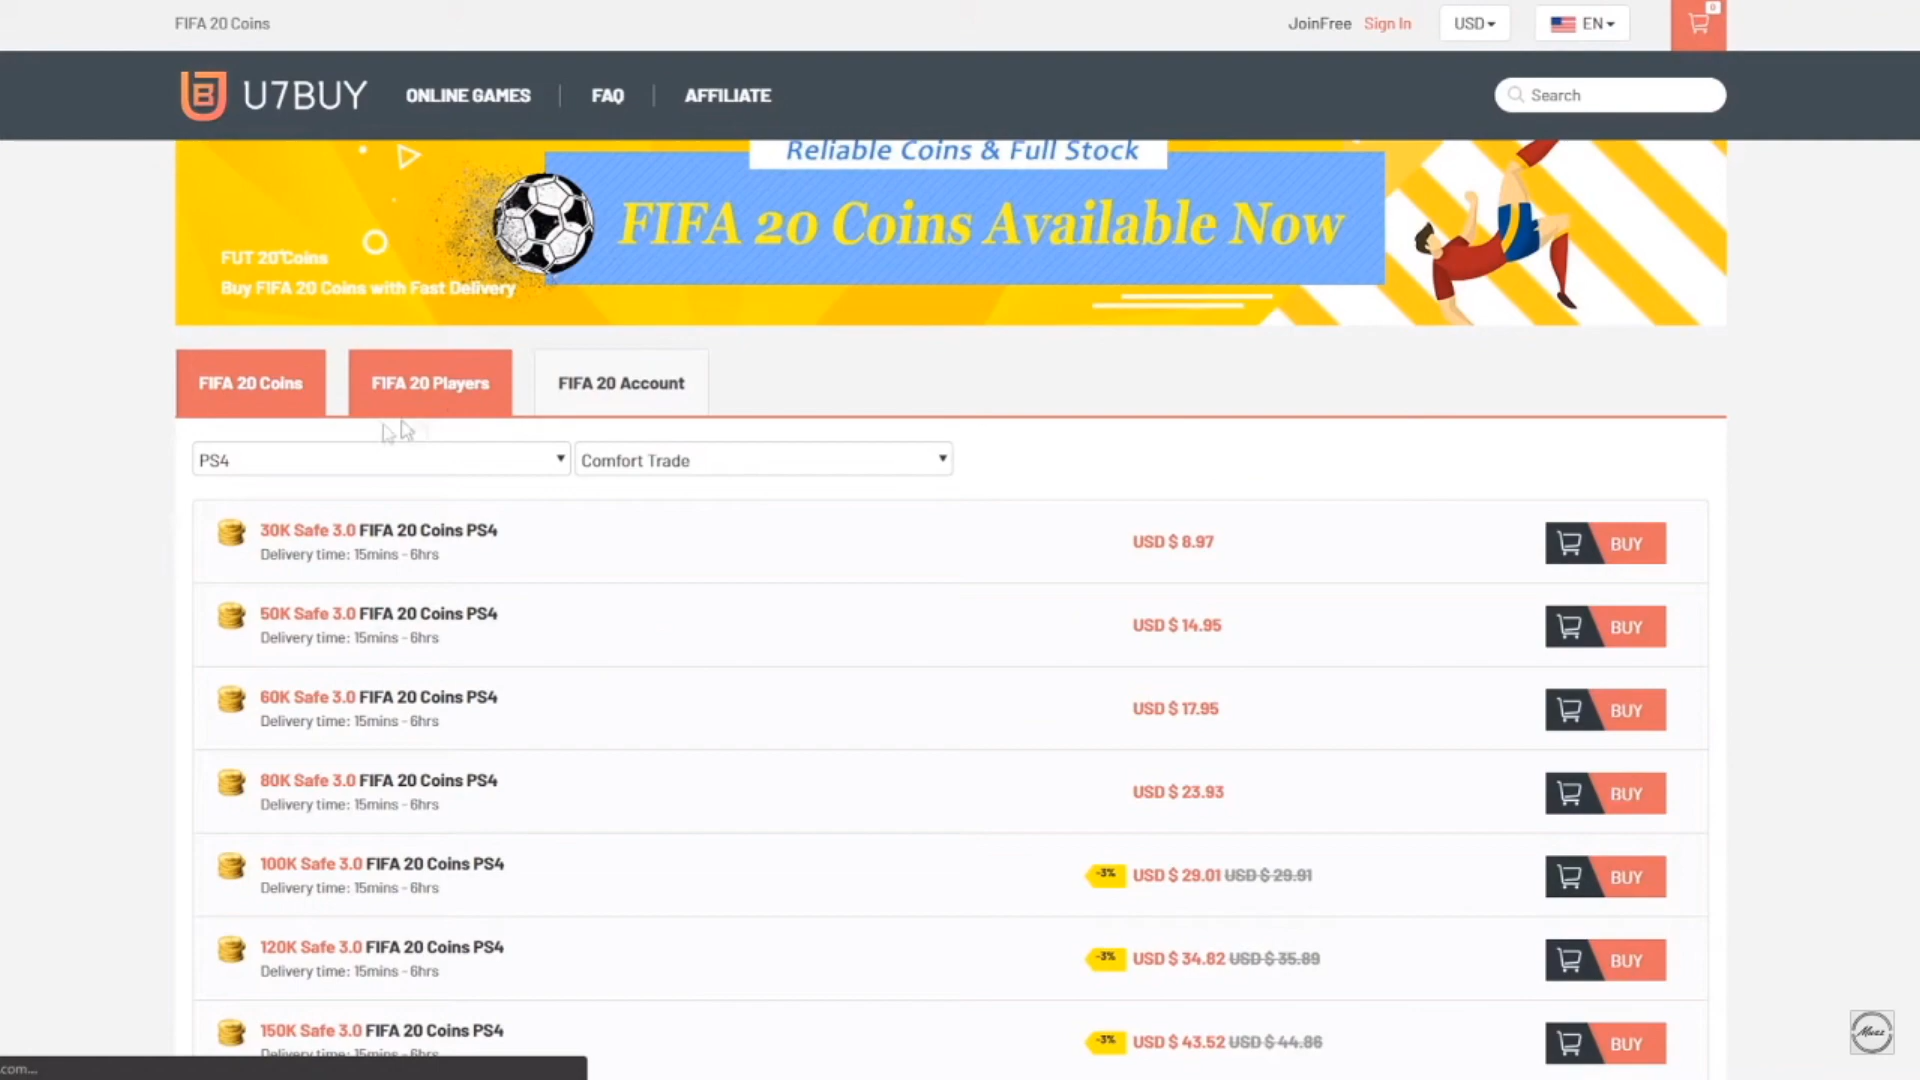 FIFA 20 Coins
JoinFree Sign In USD EN 0
U7BUY ONLINE GAMES FAQ AFFILIATE Search
Reliable Coins & Full Stock
FIFA 20 Coins Available Now
FUT 20 Coins
Buy FIFA 20 Coins with Fast Delivery
FIFA 20 Coins FIFA 20 Players FIFA 20 Account
PS4 Comfort Trade
30K Safe 3.0 FIFA 20 Coins PS4
Delivery time: 15mins - 6hrs
USD $ 8.97 BUY
50K Safe 3.0 FIFA 20 Coins PS4
Delivery time: 15mins - 6hrs
USD $ 14.95 BUY
60K Safe 3.0 FIFA 20 Coins PS4
Delivery time: 15mins - 6hrs
USD $ 17.95 BUY
80K Safe 3.0 FIFA 20 Coins PS4
Delivery time: 15mins - 6hrs
USD $ 23.93 BUY
100K Safe 3.0 FIFA 20 Coins PS4
Delivery time: 15mins - 6hrs
-3% USD $ 29.01 USD $ 29.91 BUY
120K Safe 3.0 FIFA 20 Coins PS4
Delivery time: 15mins - 6hrs
-3% USD $ 34.82 USD $ 35.89 BUY
150K Safe 3.0 FIFA 20 Coins PS4
Delivery time: 15mins - 6hrs
-3% USD $ 43.52 USD $ 44.86 BUY
.com...
Muzz